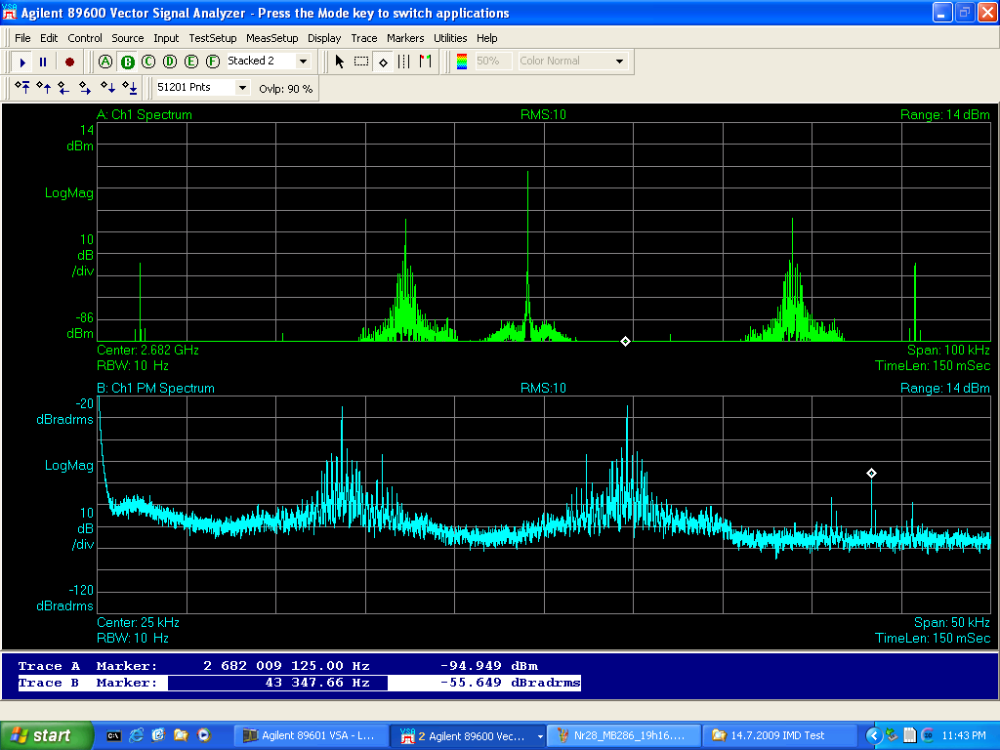 Agilent 89600 Vector Signal Analyzer - Press the Mode key to switch applications
File Edit Control Source Input TestSetup MeasSetup Display Trace Markers Utilities Help
A B C D E F Stacked 2 50% Color Normal
51201 Pnts Ovlp: 90 %
A: Ch1 Spectrum RMS:10 Range: 14 dBm
14
dBm
LogMag
10
dB
/div
-86
dBm
Center: 2.682 GHz Span: 100 kHz
RBW: 10 Hz TimeLen: 150 mSec
B: Ch1 PM Spectrum RMS:10 Range: 14 dBm
-20
dBradrms
LogMag
10
dB
/div
-120
dBradrms
Center: 25 kHz Span: 50 kHz
RBW: 10 Hz TimeLen: 150 mSec
Trace A Marker: 2 682 009 125.00 Hz -94.949 dBm
Trace B Marker: 43 347.66 Hz -55.649 dBradrms
start Agilent 89601 VSA - L... 2 Agilent 89600 Vec... Nr28_MB286_19h16.... 14.7.2009 IMD Test 11:43 PM